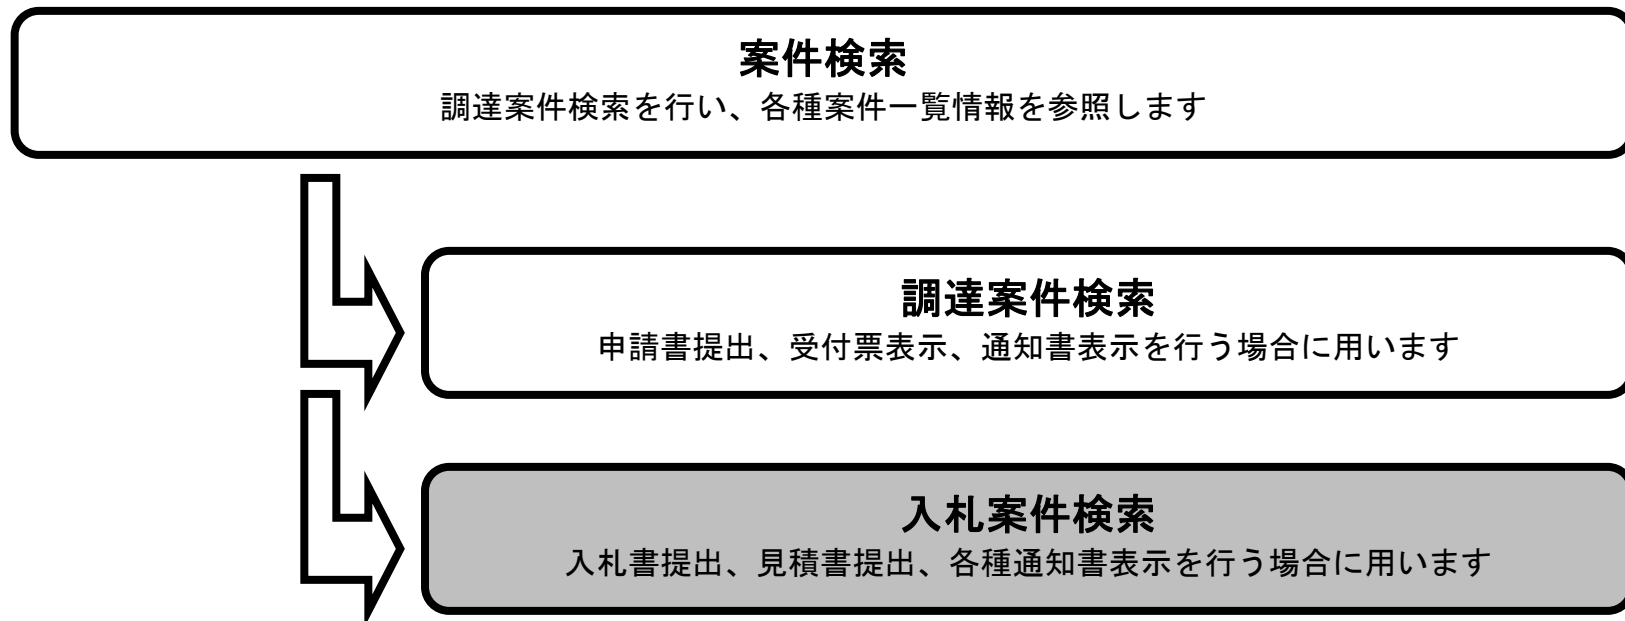 案件検索
調達案件検索を行い、各種案件一覧情報を参照します
調達案件検索
申請書提出、受付票表示、通知書表示を行う場合に用います
入札案件検索
入札書提出、見積書提出、各種通知書表示を行う場合に用います